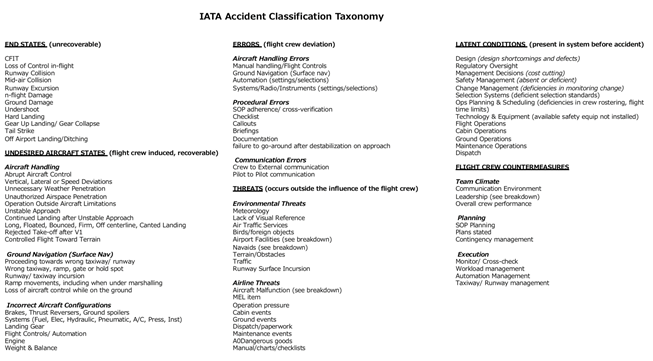 IATA Accident Classification Taxonomy
END STATES (unrecoverable)
CFIT
Loss of Control in-flight
Runway Collision
Mid-air Collision
Runway Excursion
n-flight Damage
Ground Damage
Undershoot
Hard Landing
Gear Up Landing/ Gear Collapse
Tail Strike
Off Airport Landing/Ditching
UNDESIRED AIRCRAFT STATES (flight crew induced, recoverable)
Aircraft Handling
Abrupt Aircraft Control
Vertical, Lateral or Speed Deviations
Unnecessary Weather Penetration
Unauthorized Airspace Penetration
Operation Outside Aircraft Limitations
Unstable Approach
Continued Landing after Unstable Approach
Long, Floated, Bounced, Firm, Off centerline, Canted Landing
Rejected Take-off after V1
Controlled Flight Toward Terrain
Ground Navigation (Surface Nav)
Proceeding towards wrong taxiway/ runway
Wrong taxiway, ramp, gate or hold spot
Runway/ taxiway incursion
Ramp movements, including when under marshalling
Loss of aircraft control while on the ground
Incorrect Aircraft Configurations
Brakes, Thrust Reversers, Ground spoilers
Systems (Fuel, Elec, Hydraulic, Pneumatic, A/C, Press, Inst)
Landing Gear
Flight Controls/ Automation
Engine
Weight & Balance
ERRORS (flight crew deviation)
Aircraft Handling Errors
Manual handling/Flight Controls
Ground Navigation (Surface nav)
Automation (settings/selections)
Systems/Radio/Instruments (settings/selections)
Procedural Errors
SOP adherence/ cross-verification
Checklist
Callouts
Briefings
Documentation
failure to go-around after destabilization on approach
Communication Errors
Crew to External communication
Pilot to Pilot communication
THREATS (occurs outside the influence of the flight crew)
Environmental Threats
Meteorology
Lack of Visual Reference
Air Traffic Services
Birds/foreign objects
Airport Facilities (see breakdown)
Navaids (see breakdown)
Terrain/Obstacles
Traffic
Runway Surface Incursion
Airline Threats
Aircraft Malfunction (see breakdown)
MEL item
Operation pressure
Cabin events
Ground events
Dispatch/paperwork
Maintenance events
A0Dangerous goods
Manual/charts/checklists
LATENT CONDITIONS (present in system before accident)
Design (design shortcomings and defects)
Regulatory Oversight
Management Decisions (cost cutting)
Safety Management (absent or deficient)
Change Management (deficiencies in monitoring change)
Selection Systems (deficient selection standards)
Ops Planning & Scheduling (deficiencies in crew rostering, flight
time limits)
Technology & Equipment (available safety equip not installed)
Flight Operations
Cabin Operations
Ground Operations
Maintenance Operations
Dispatch
FLIGHT CREW COUNTERMEASURES
Team Climate
Communication Environment
Leadership (see breakdown)
Overall crew performance
Planning
SOP Planning
Plans stated
Contingency management
Execution
Monitor/ Cross-check
Workload management
Automation Management
Taxiway/ Runway management